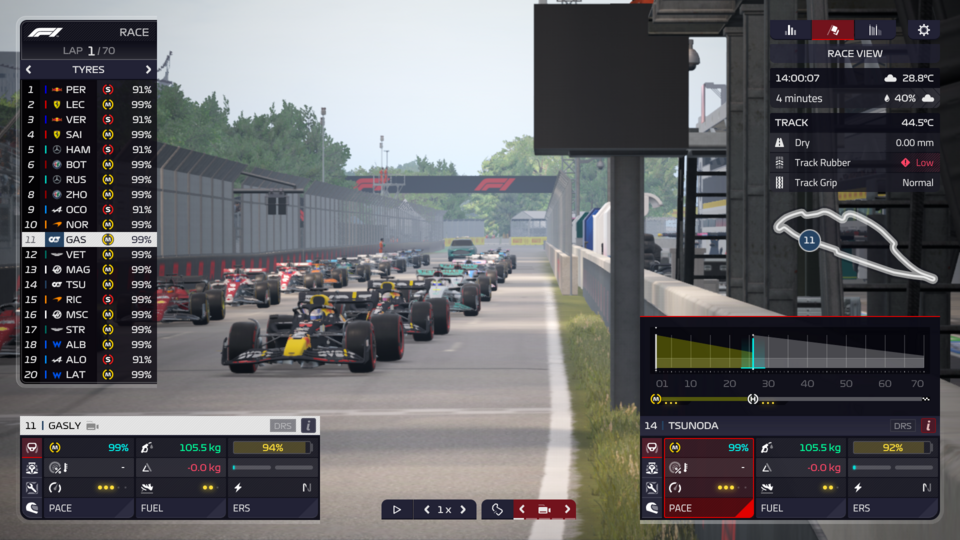 F1 RACE
LAP 1/70
TYRES
1 PER S 91%
2 LEC M 99%
3 VER S 91%
4 SAI M 99%
5 HAM S 91%
6 BOT M 99%
7 RUS M 99%
8 ZHO M 99%
9 OCO S 91%
10 NOR M 99%
11 GAS M 99%
12 VET M 99%
13 MAG M 99%
14 TSU M 99%
15 RIC S 99%
16 MSC M 99%
17 STR M 99%
18 ALB M 99%
19 ALO S 91%
20 LAT M 99%
RACE VIEW
14:00:07 28.8°C
4 minutes 40%
TRACK 44.5°C
Dry 0.00 mm
Track Rubber Low
Track Grip Normal
11
01 10 20 30 40 50 60 70
M H
11 GASLY DRS i
M 99% 105.5 kg 94%
- -0.0 kg
N
PACE FUEL ERS
1x
14 TSUNODA DRS i
M 99% 105.5 kg 92%
- -0.0 kg
N
PACE FUEL ERS